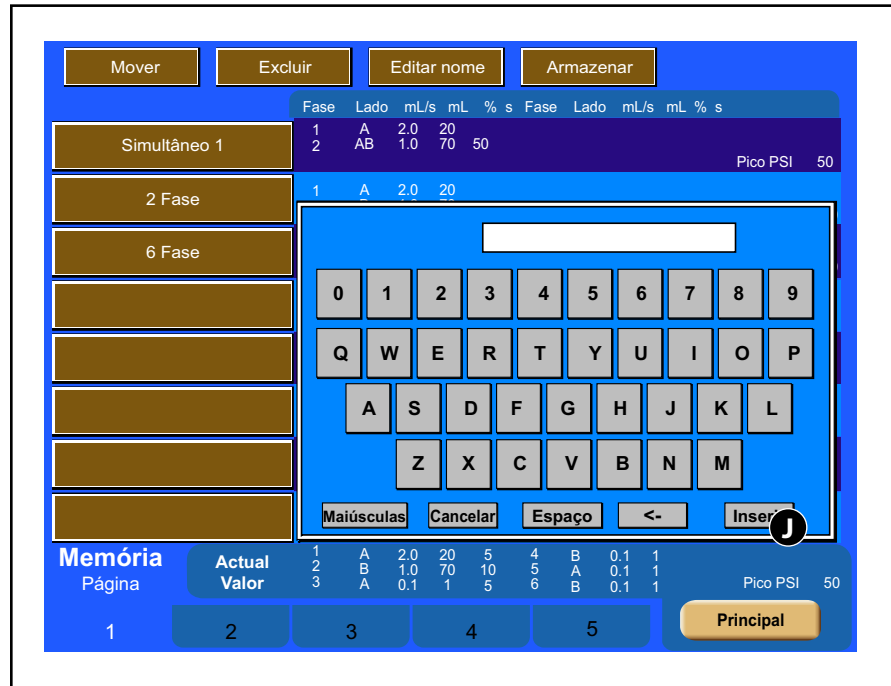 Mover Excluir Editar nome Armazenar
Fase Lado mL/s mL % s Fase Lado mL/s mL % s
Simultâneo 1
1 A 2.0 20
2 AB 1.0 70 50
Pico PSI 50
2 Fase
1 A 2.0 20
6 Fase
0 1 2 3 4 5 6 7 8 9
Q W E R T Y U I O P
A S D F G H J K L
Z X C V B N M
Maiúsculas Cancelar Espaço <-
J
Memória
Página
Actual
Valor
1 A 2.0 20 5 4 B 0.1 1
2 B 1.0 70 10 5 A 0.1 1
3 A 0.1 1 5 6 B 0.1 1
Pico PSI 50
1 2 3 4 5
Principal